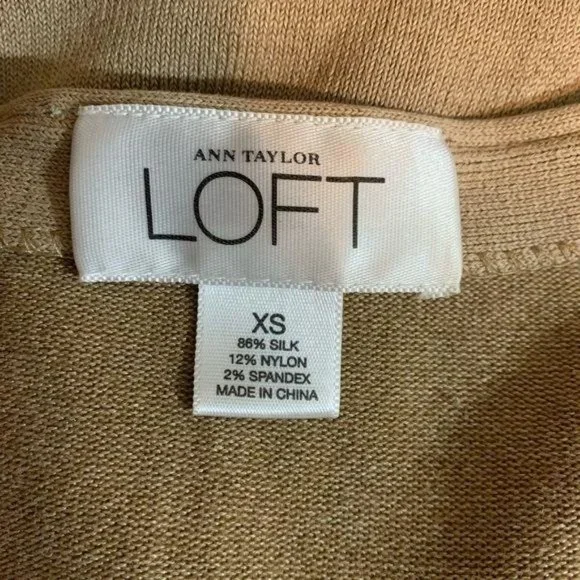 ANN TAYLOR
LOFT
XS
86% SILK
12% NYLON
2% SPANDEX
MADE IN CHINA